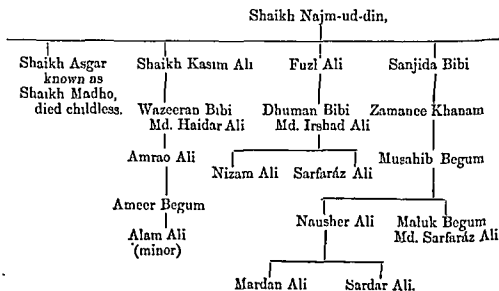 Shaikh Najm-ud-din,
Shaikh Asgar Shaikh Kasim Ali Fuzl Ali Sanjida Bibi
known as
Shaikh Madho,
died childless.
Wazeeran Bibi Dhuman Bibi Zamanee Khanam
Md. Haidar Ali Md. Irshad Ali
Amrao Ali Musahib Begum
Nizam Ali Sarfaráz Ali
Ameer Begum
Nausher Ali Maluk Begum
Alam Ali Md. Sarfaráz Ali
(minor)
Mardan Ali Sardar Ali.